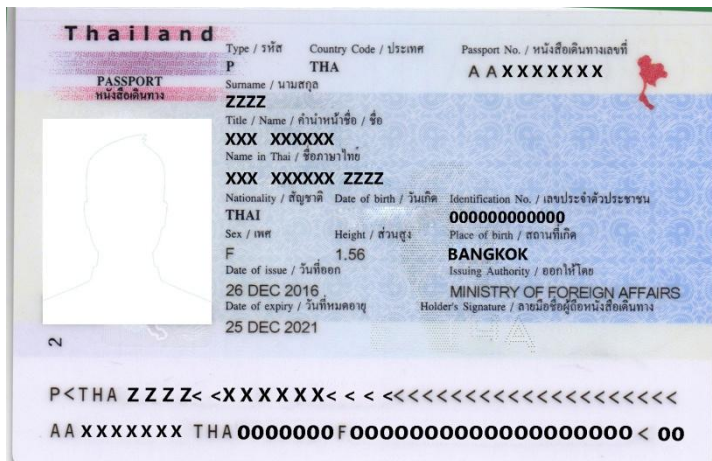 Thailand
PASSPORT
หนังสือเดินทาง
Type / รหัส Country Code / ประเทศ Passport No. / หนังสือเดินทางเลขที่
P THA AAXXXXXXX
Surname / นามสกุล
ZZZZ
Title / Name / คำนำหน้าชื่อ / ชื่อ
XXX XXXXXX
Name in Thai / ชื่อภาษาไทย
XXX XXXXXX ZZZZ
Nationality / สัญชาติ Date of birth / วันเกิด Identification No. / เลขประจำตัวประชาชน
THAI 000000000000
Sex / เพศ Height / ส่วนสูง Place of birth / สถานที่เกิด
F 1.56 BANGKOK
Date of issue / วันที่ออก Issuing Authority / ออกให้โดย
26 DEC 2016 MINISTRY OF FOREIGN AFFAIRS
Date of expiry / วันที่หมดอายุ Holder's Signature / ลายมือชื่อผู้ถือหนังสือเดินทาง
25 DEC 2021
2
P<THA ZZZZ< <XXXXXX< < < <<<<<<<<<<<<<<<<<<<<<
AA XXXXXXX THA 0000000 F0000000000000000000 < 00